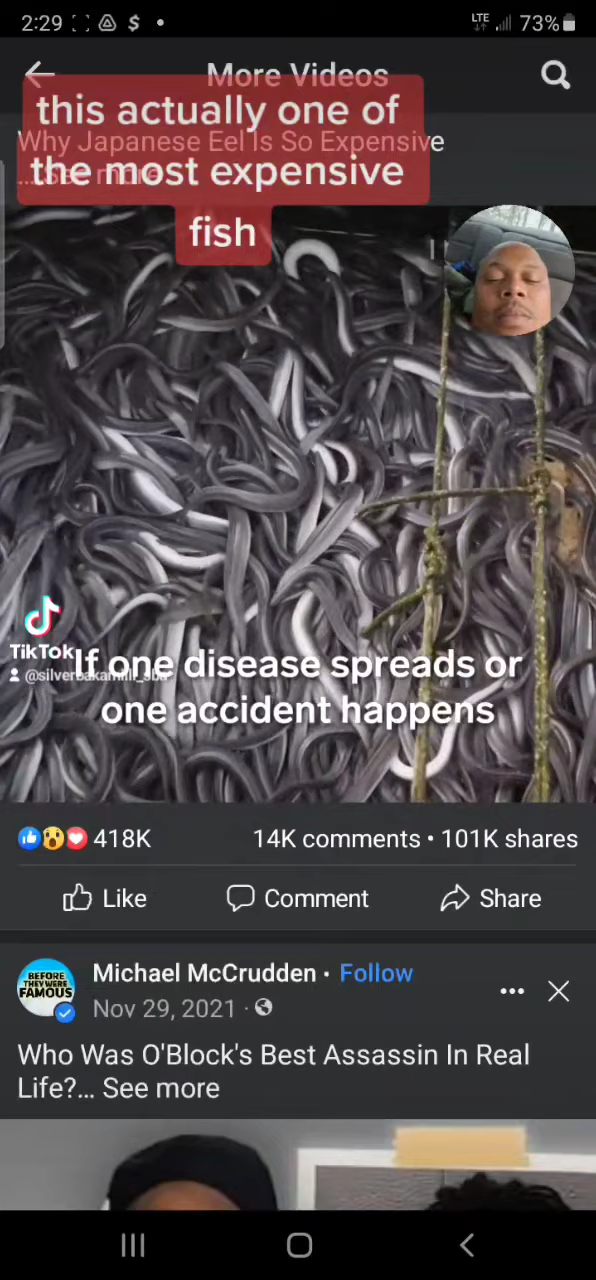 2:29
LTE
73%
More Videos
this actually one of
Why Japanese Eel Is So Expensive
the most expensive
... See more
fish
TikTok
If one disease spreads or
one accident happens
418K
14K comments • 101K shares
Like
Comment
Share
BEFORE
THEY WERE
FAMOUS
Michael McCrudden • Follow
Nov 29, 2021
Who Was O'Block's Best Assassin In Real
Life?... See more